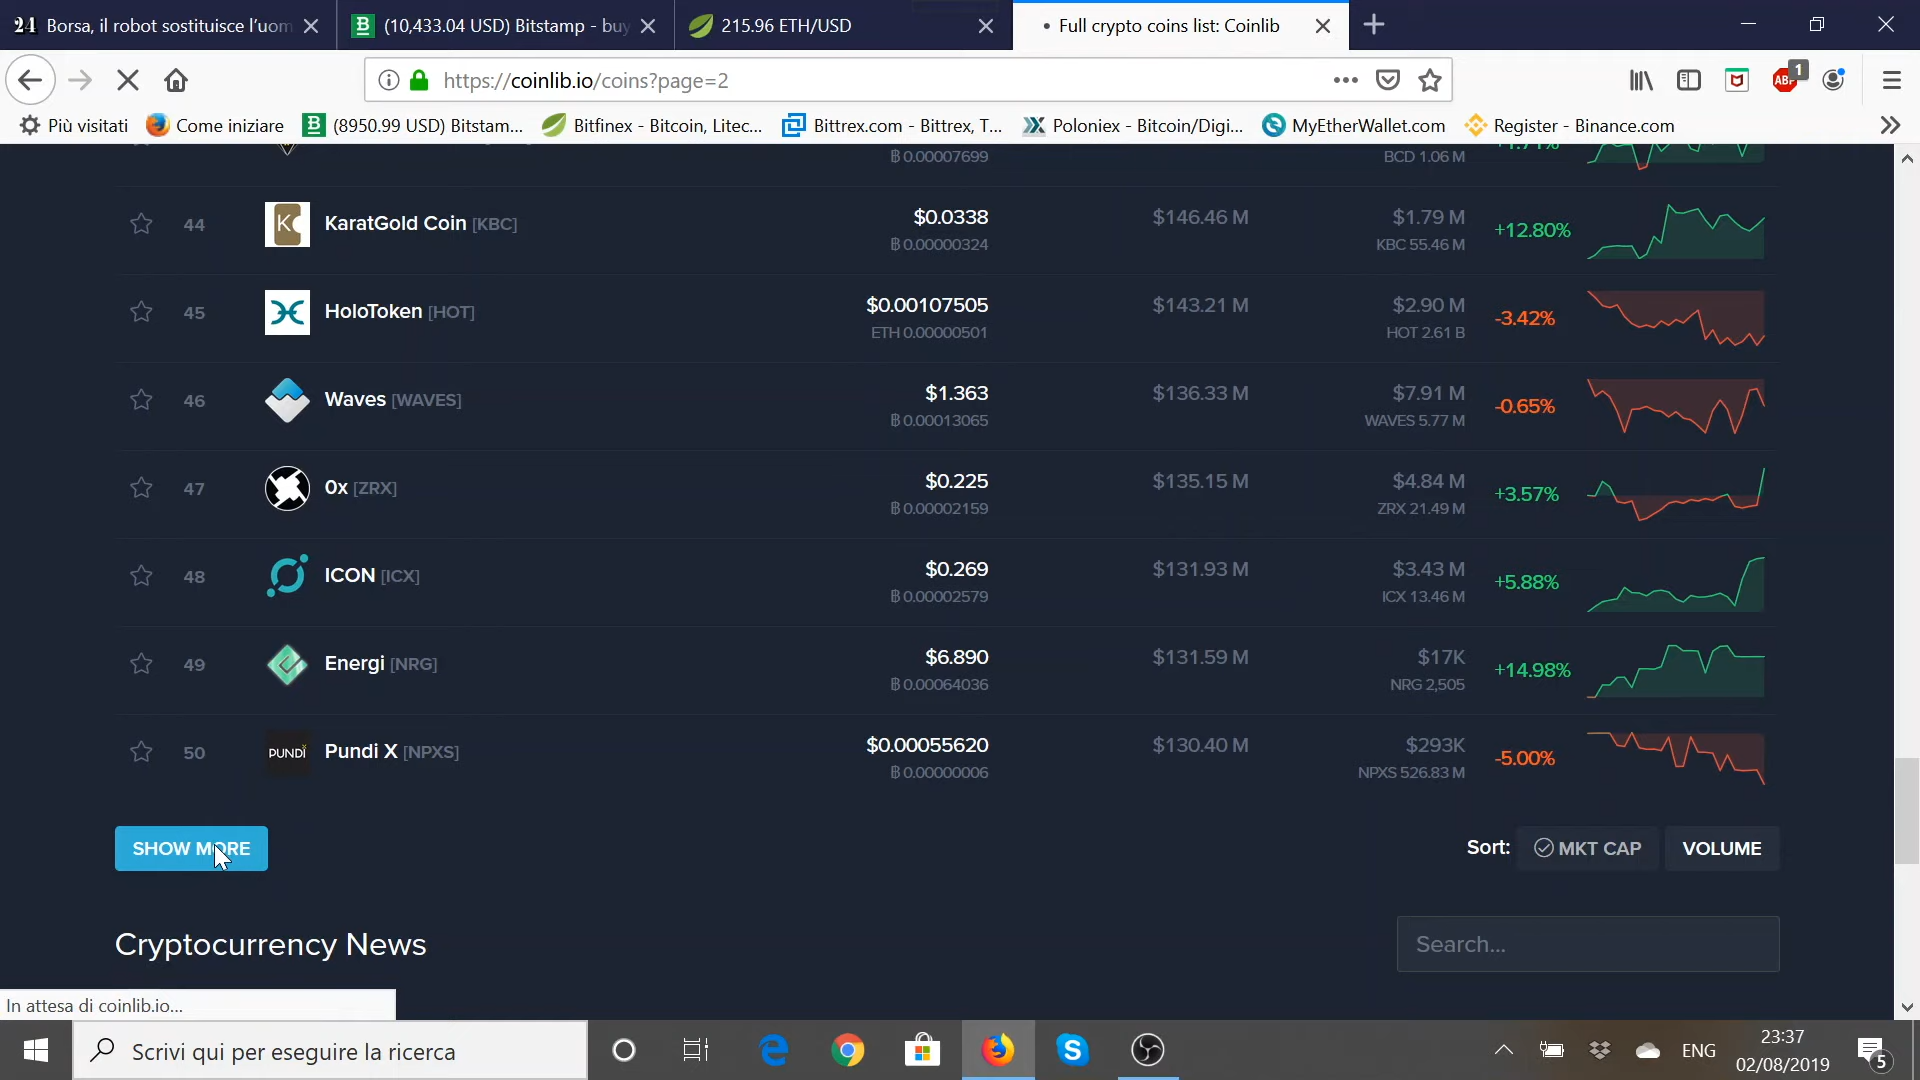 24 Borsa, il robot sostituisce l'uom
(10,433.04 USD) Bitstamp - buy
215.96 ETH/USD
• Full crypto coins list: Coinlib
https://coinlib.io/coins?page=2
ABP 1
Più visitati
Come iniziare
(8950.99 USD) Bitstam...
Bitfinex - Bitcoin, Litec...
Bittrex.com - Bittrex, T...
Poloniex - Bitcoin/Digi...
MyEtherWallet.com
Register - Binance.com
฿ 0.00007699 BCD 1.06 M +1.71%
44 KaratGold Coin [KBC] $0.0338 $146.46 M $1.79 M +12.80%
฿ 0.00000324 KBC 55.46 M
45 HoloToken [HOT] $0.00107505 $143.21 M $2.90 M -3.42%
ETH 0.00000501 HOT 2.61 B
46 Waves [WAVES] $1.363 $136.33 M $7.91 M -0.65%
฿ 0.00013065 WAVES 5.77 M
47 0x [ZRX] $0.225 $135.15 M $4.84 M +3.57%
฿ 0.00002159 ZRX 21.49 M
48 ICON [ICX] $0.269 $131.93 M $3.43 M +5.88%
฿ 0.00002579 ICX 13.46 M
49 Energi [NRG] $6.890 $131.59 M $17K +14.98%
฿ 0.00064036 NRG 2,505
50 PUNDI Pundi X [NPXS] $0.00055620 $130.40 M $293K -5.00%
฿ 0.00000006 NPXS 526.83 M
SHOW MORE
Sort: MKT CAP VOLUME
Cryptocurrency News
Search...
In attesa di coinlib.io...
Scrivi qui per eseguire la ricerca
ENG
23:37
02/08/2019
5